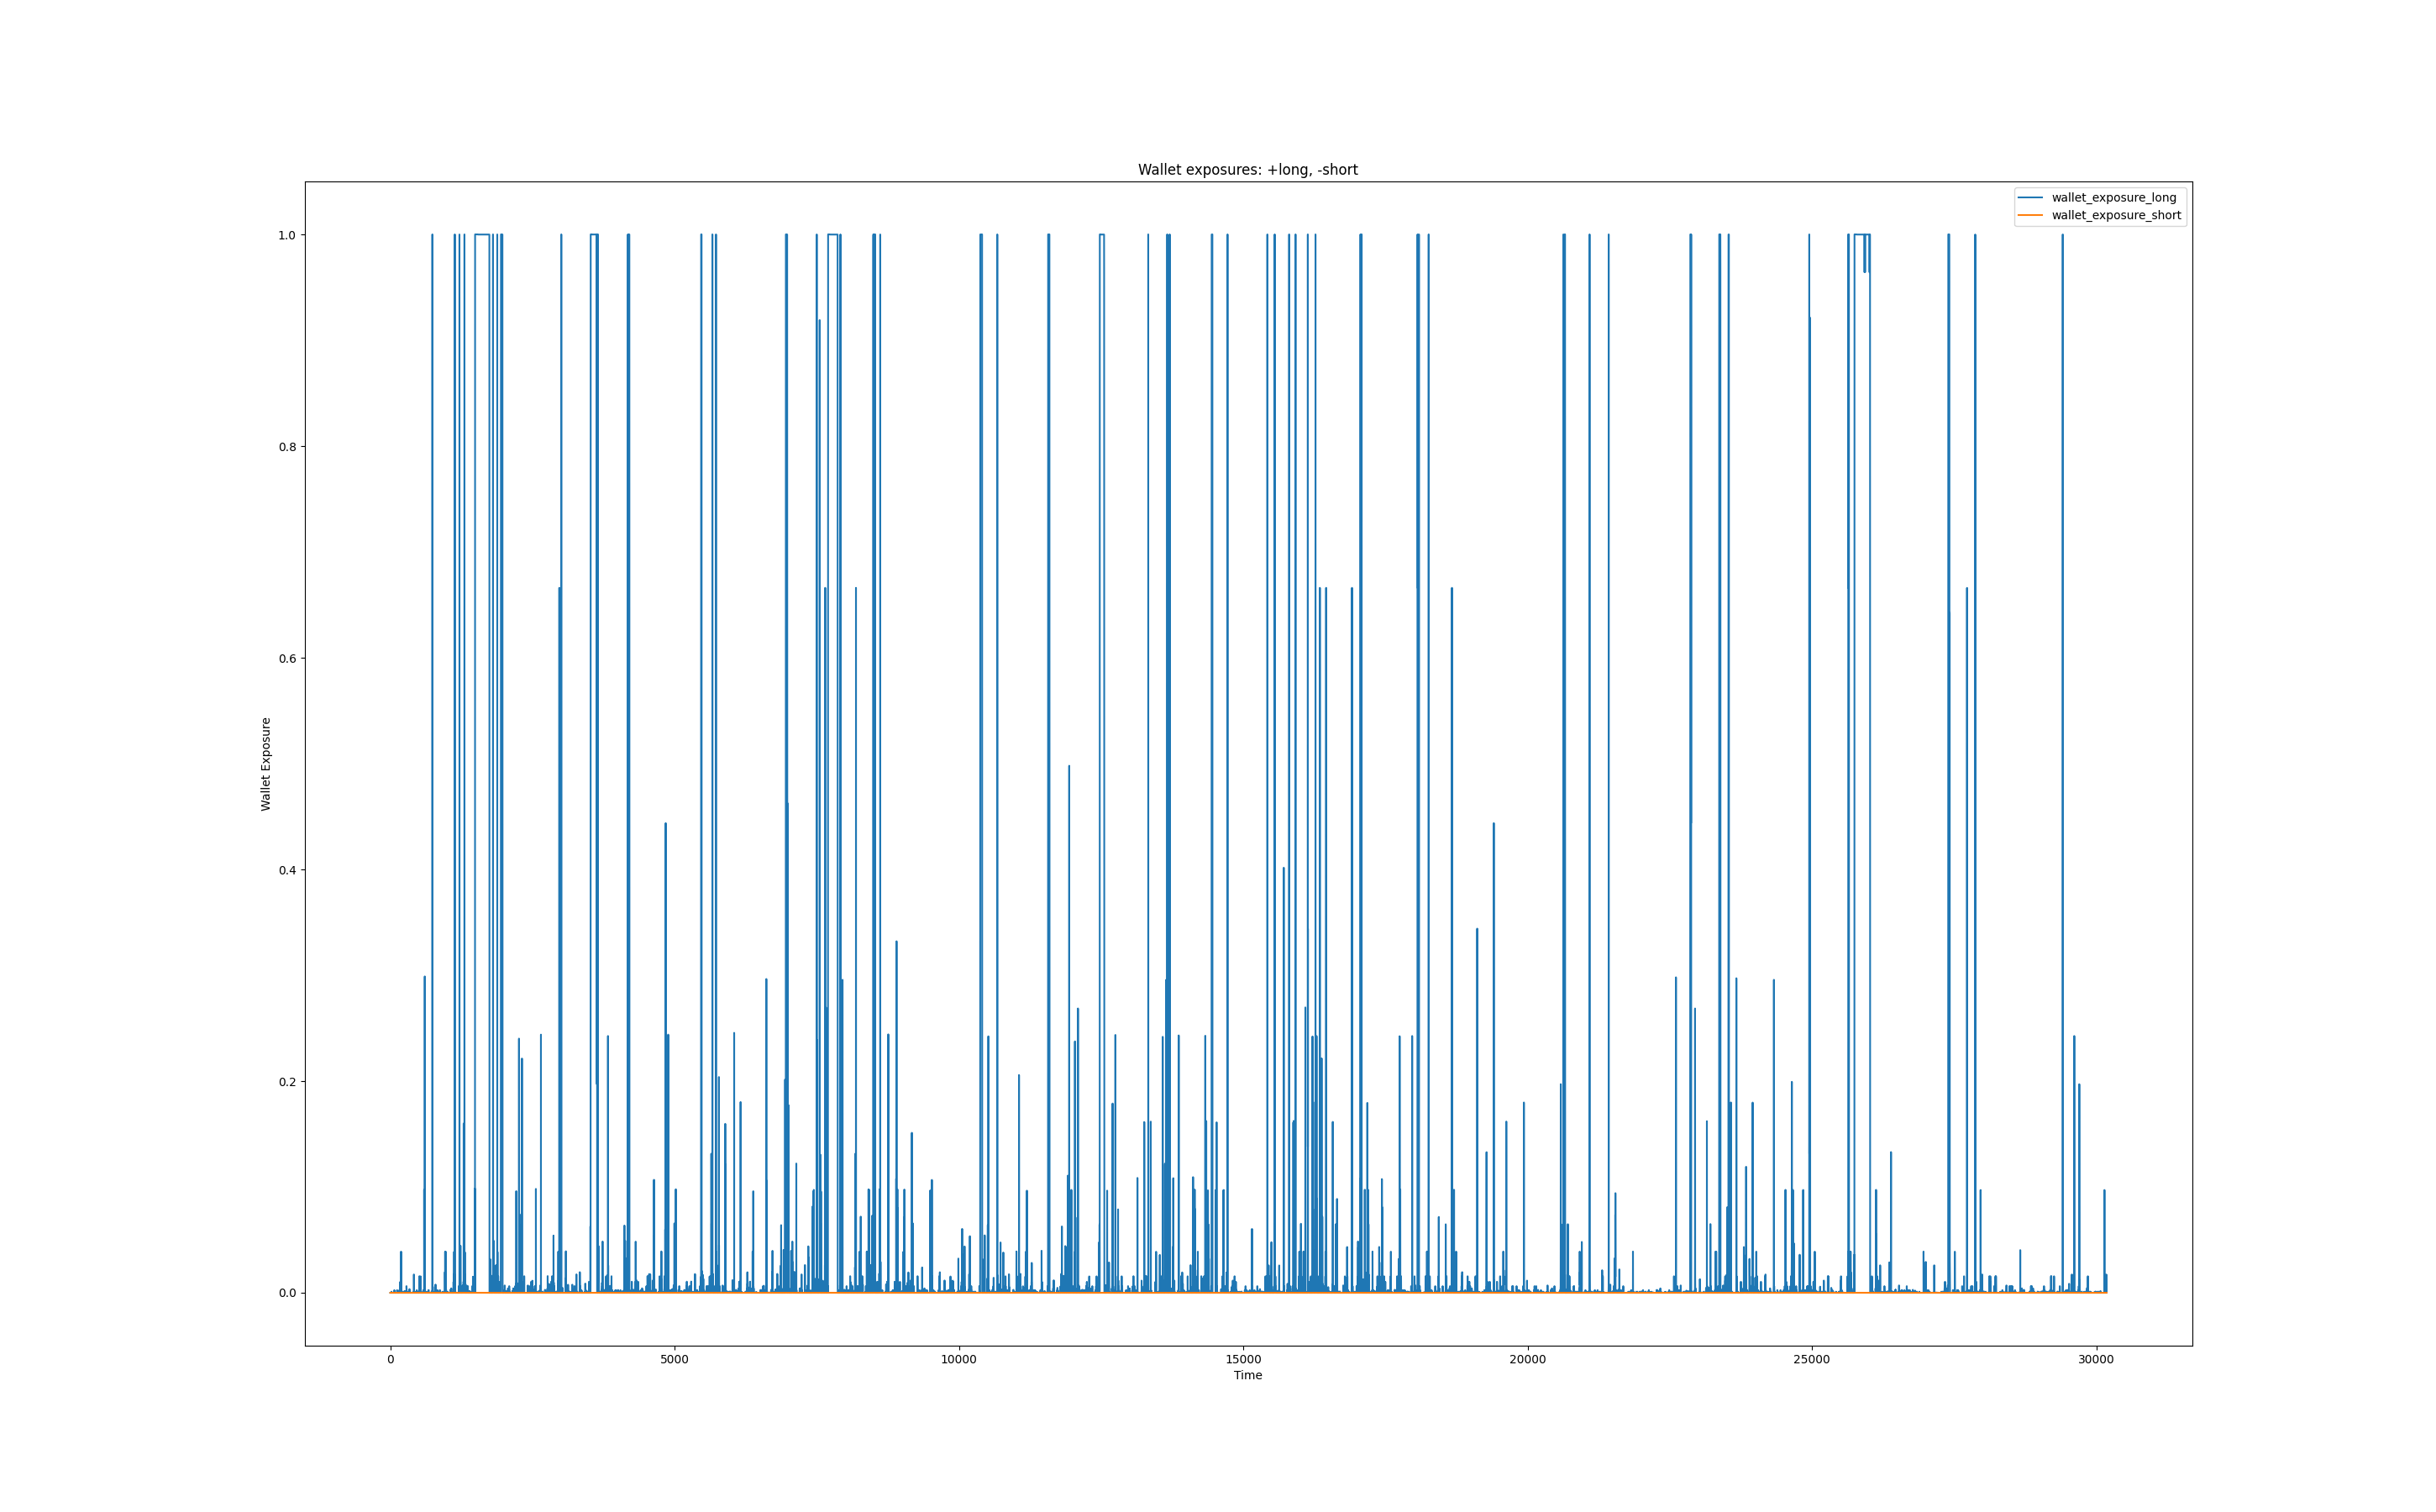 Wallet exposures: +long, -short
wallet_exposure_long
wallet_exposure_short
1.0
0.8
0.6
0.4
0.2
0.0
Wallet Exposure
0 5000 10000 15000 20000 25000 30000
Time